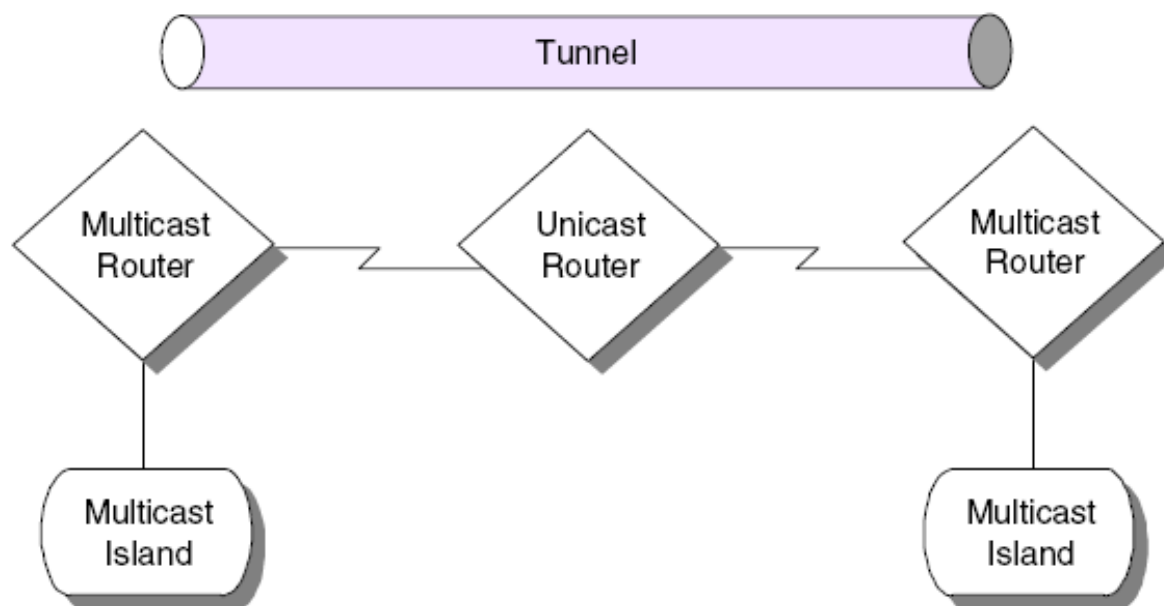 Tunnel
Multicast
Router
Unicast
Router
Multicast
Router
Multicast
Island
Multicast
Island